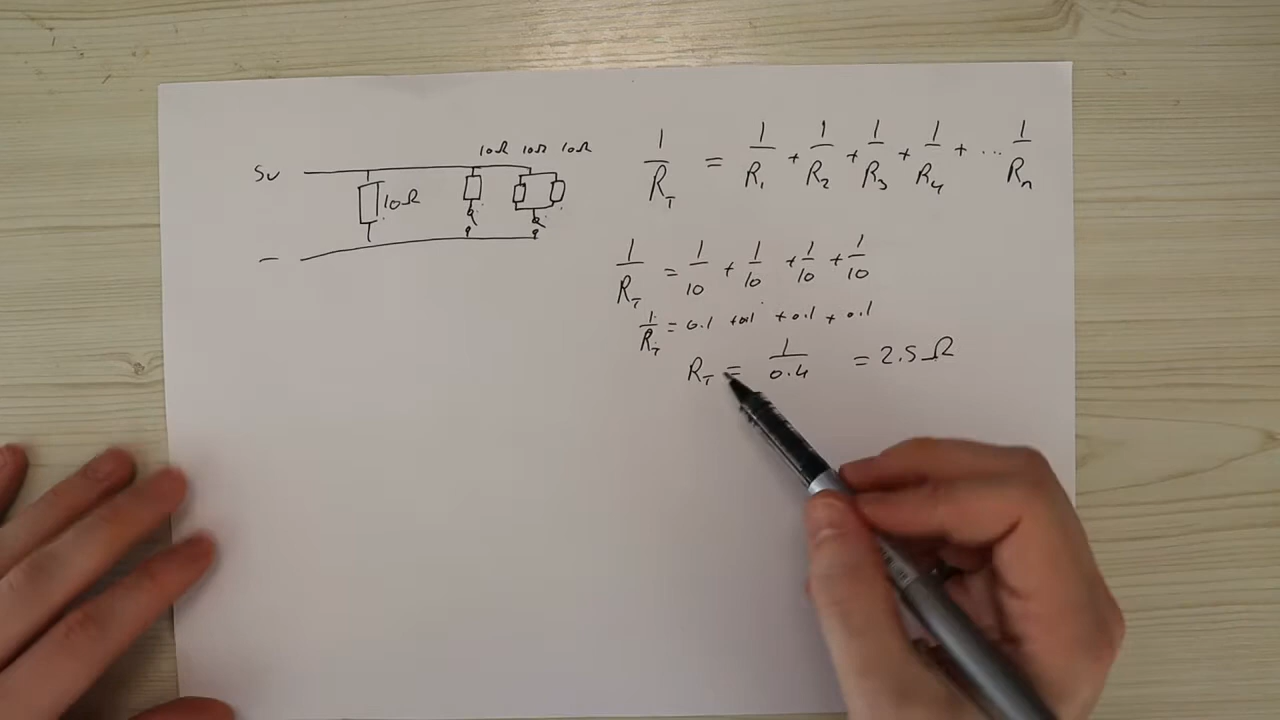 10Ω 10Ω 10Ω
5v
10Ω
−
1/R_T = 1/R_1 + 1/R_2 + 1/R_3 + 1/R_4 + ... 1/R_n
1/R_T = 1/10 + 1/10 + 1/10 + 1/10
1/R_T = 0.1 + 0.1 + 0.1 + 0.1
R_T = 1/0.4 = 2.5Ω